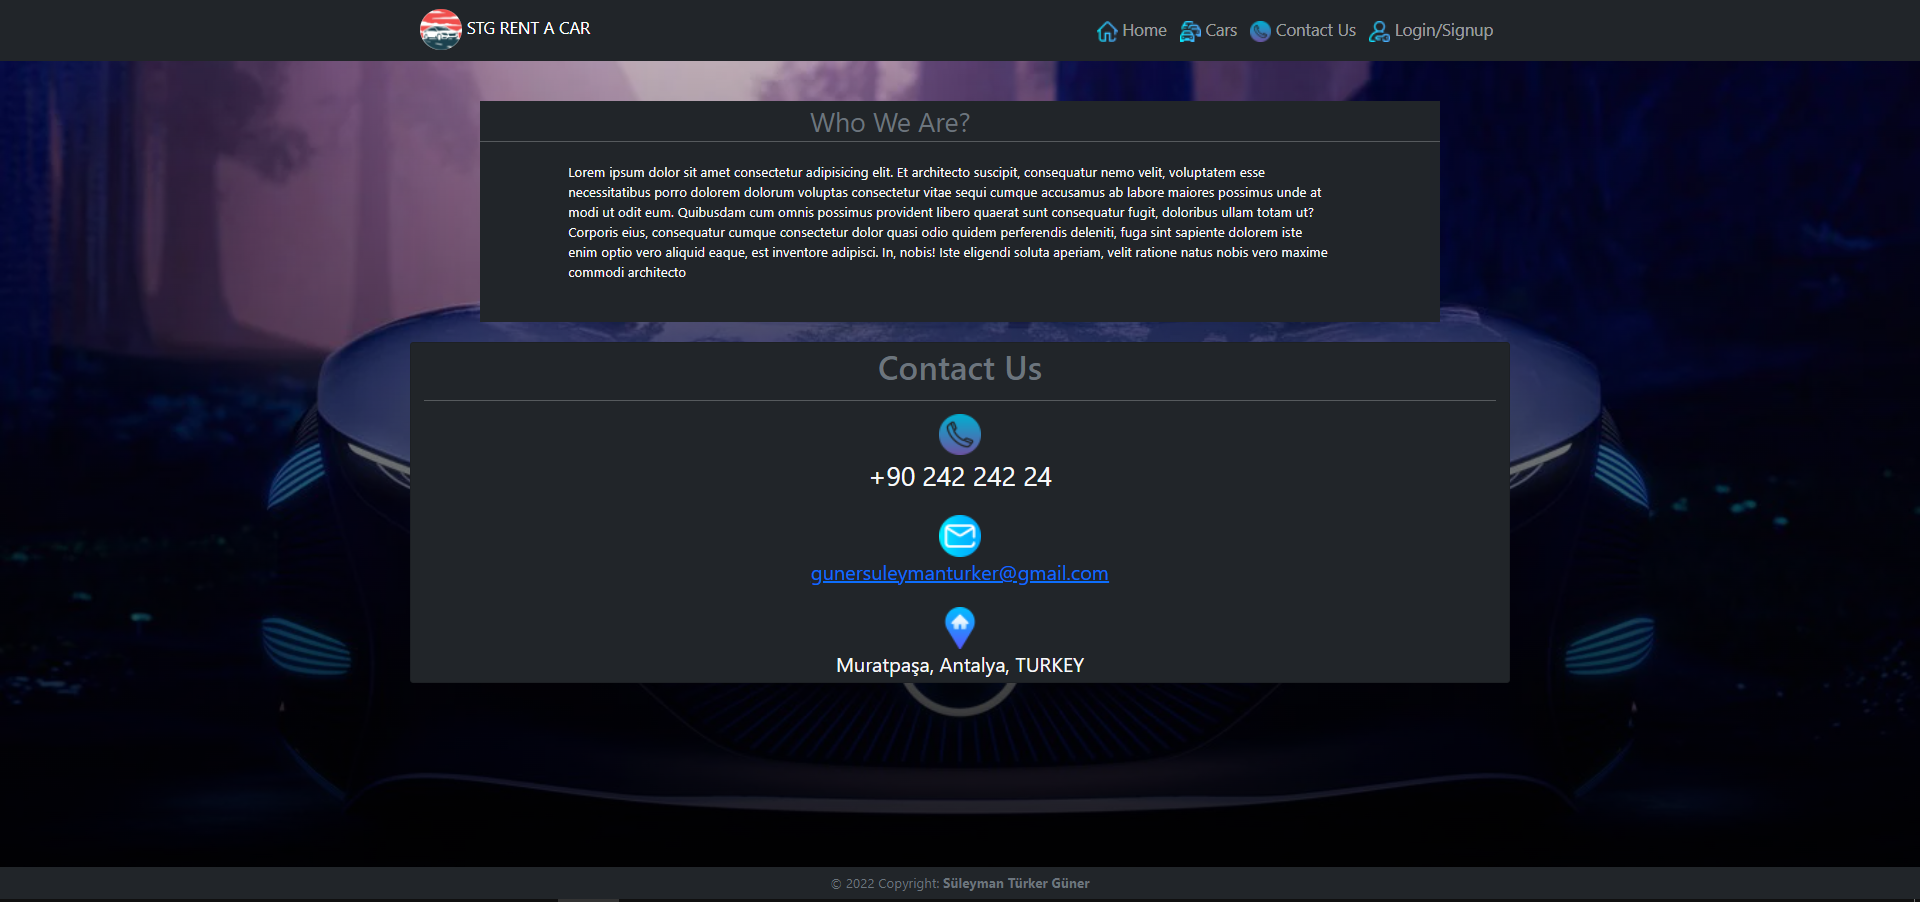 STG RENT A CAR
Home Cars Contact Us Login/Signup
Who We Are?
Lorem ipsum dolor sit amet consectetur adipisicing elit. Et architecto suscipit, consequatur nemo velit, voluptatem esse
necessitatibus porro dolorem dolorum voluptas consectetur vitae sequi cumque accusamus ab labore maiores possimus unde at
modi ut odit eum. Quibusdam cum omnis possimus provident libero quaerat sunt consequatur fugit, doloribus ullam totam ut?
Corporis eius, consequatur cumque consectetur dolor quasi odio quidem perferendis deleniti, fuga sint sapiente dolorem iste
enim optio vero aliquid eaque, est inventore adipisci. In, nobis! Iste eligendi soluta aperiam, velit ratione natus nobis vero maxime
commodi architecto
Contact Us
+90 242 242 24
gunersuleymanturker@gmail.com
Muratpaşa, Antalya, TURKEY
© 2022 Copyright: Süleyman Türker Güner